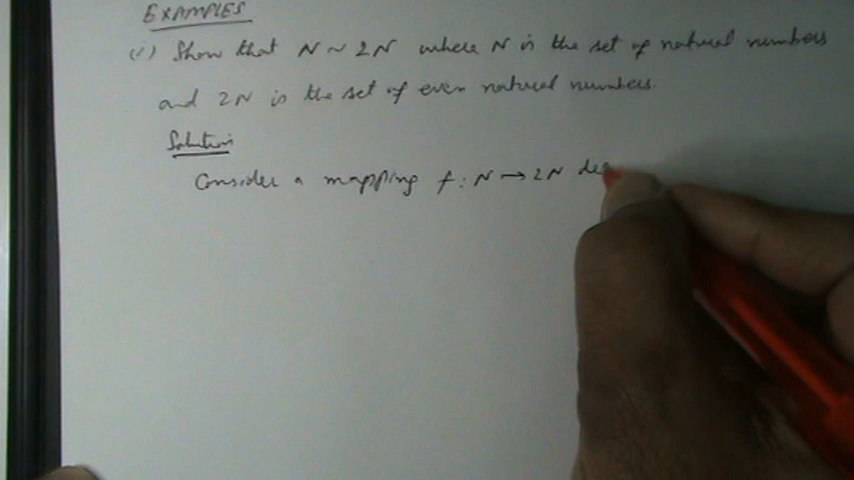 EXAMPLES
(i) Show that N ~ 2N where N is the set of natural numbers
and 2N is the set of even natural numbers.
Solution
Consider a mapping f : N → 2N de